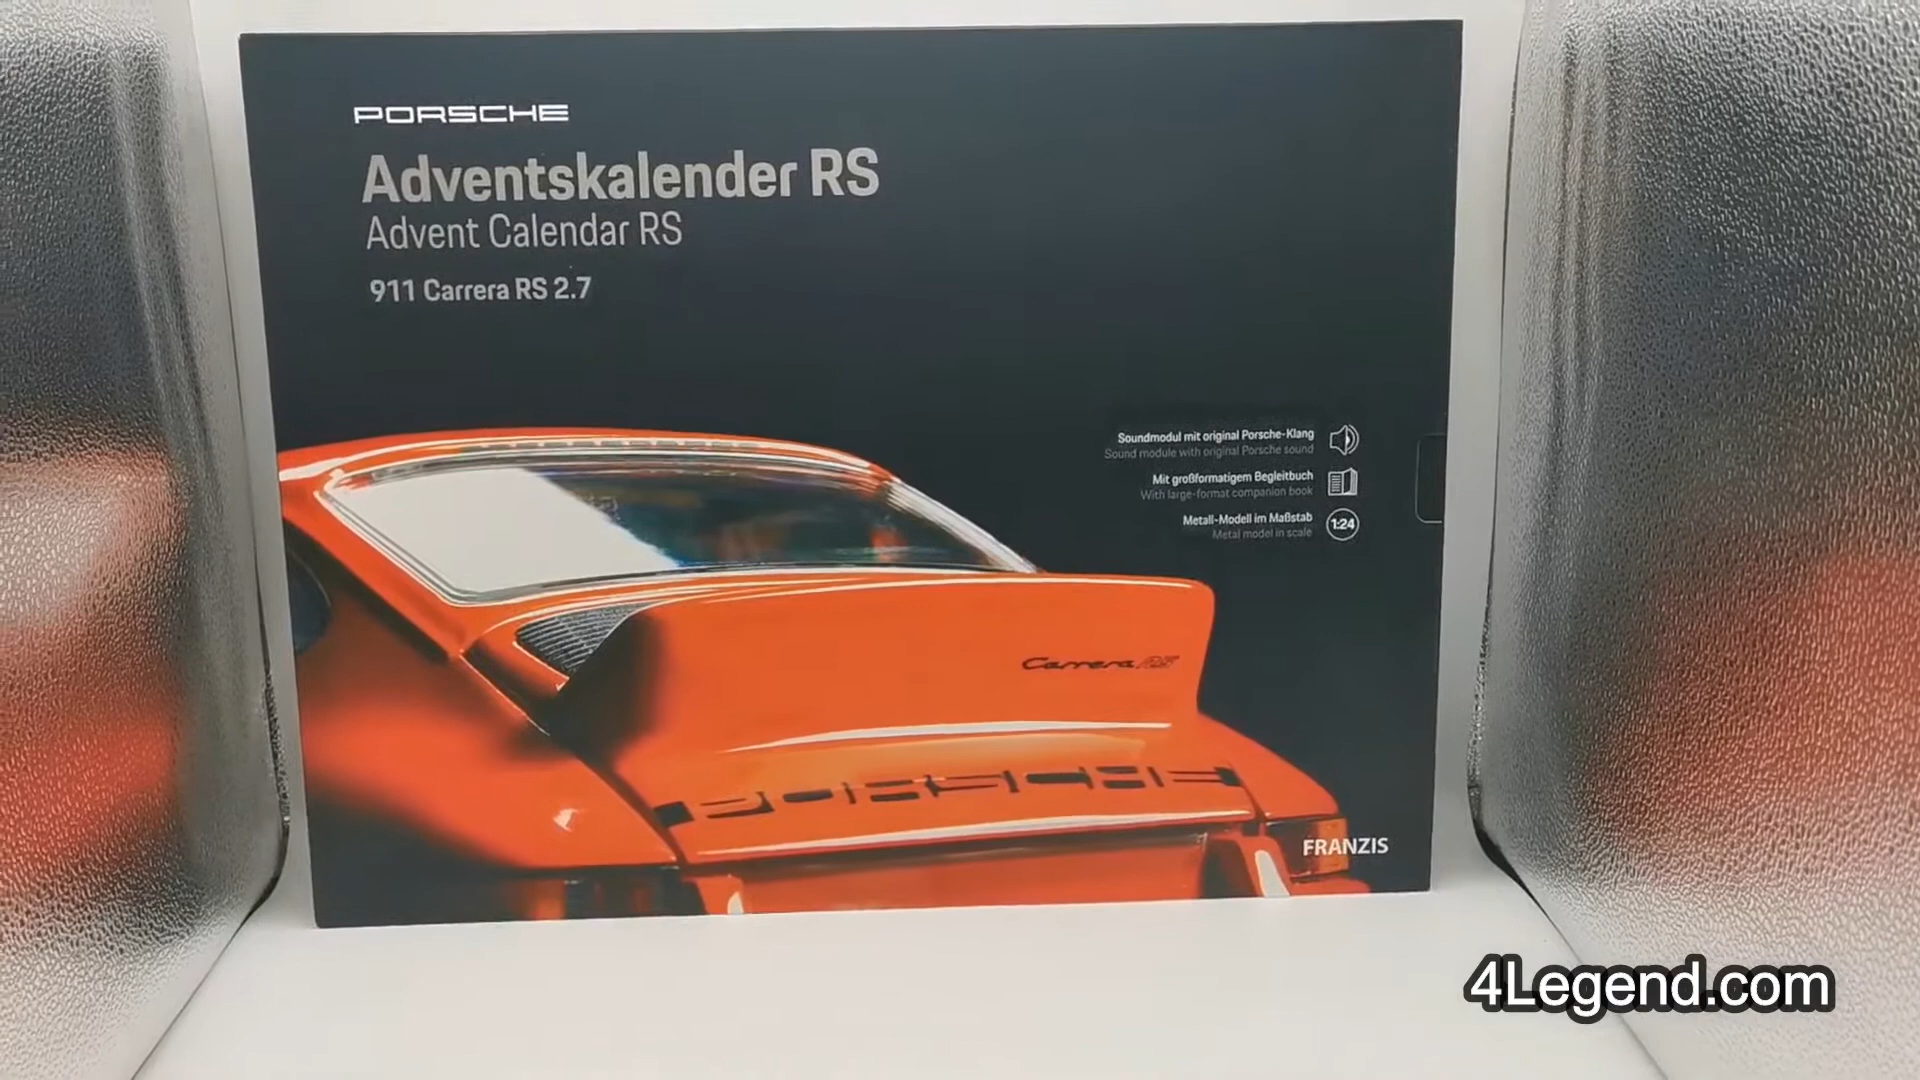 PORSCHE
Adventskalender RS
Advent Calendar RS
911 Carrera RS 2.7
Soundmodul mit original Porsche-Klang
Sound module with original Porsche sound
Mit großformatigem Begleitbuch
With large-format companion book
Metall-Modell im Maßstab
Metal model in scale
1:24
Carrera RS
PORSCHE
FRANZIS
4Legend.com